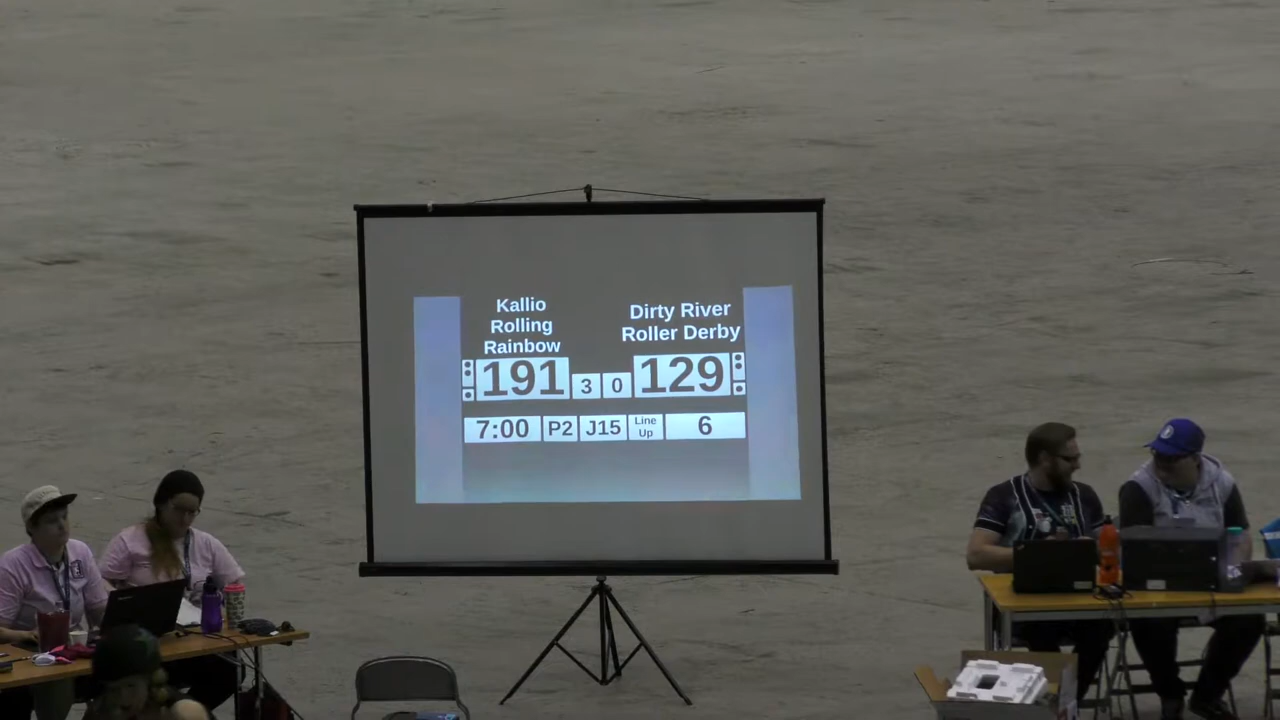 Kallio
Rolling
Rainbow
Dirty River
Roller Derby
191 3 0 129
7:00 P2 J15 Line Up 6